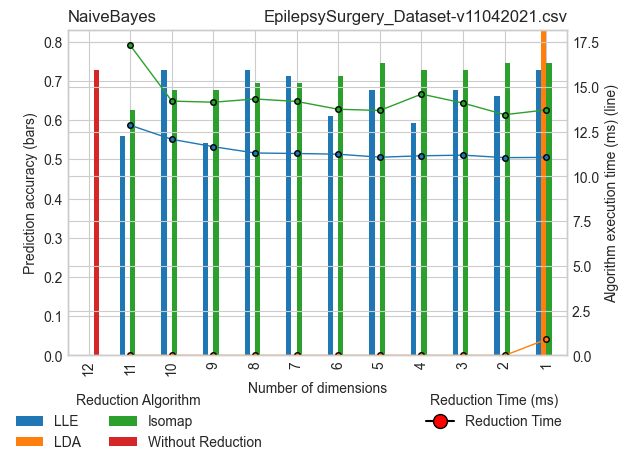 NaiveBayes EpilepsySurgery_Dataset-v11042021.csv
Prediction accuracy (bars)
0.8
0.7
0.6
0.5
0.4
0.3
0.2
0.1
0.0
17.5
15.0
12.5
10.0
7.5
5.0
2.5
0.0
Algorithm execution time (ms) (line)
12 11 10 9 8 7 6 5 4 3 2 1
Number of dimensions
Reduction Algorithm
LLE Isomap
LDA Without Reduction
Reduction Time (ms)
Reduction Time